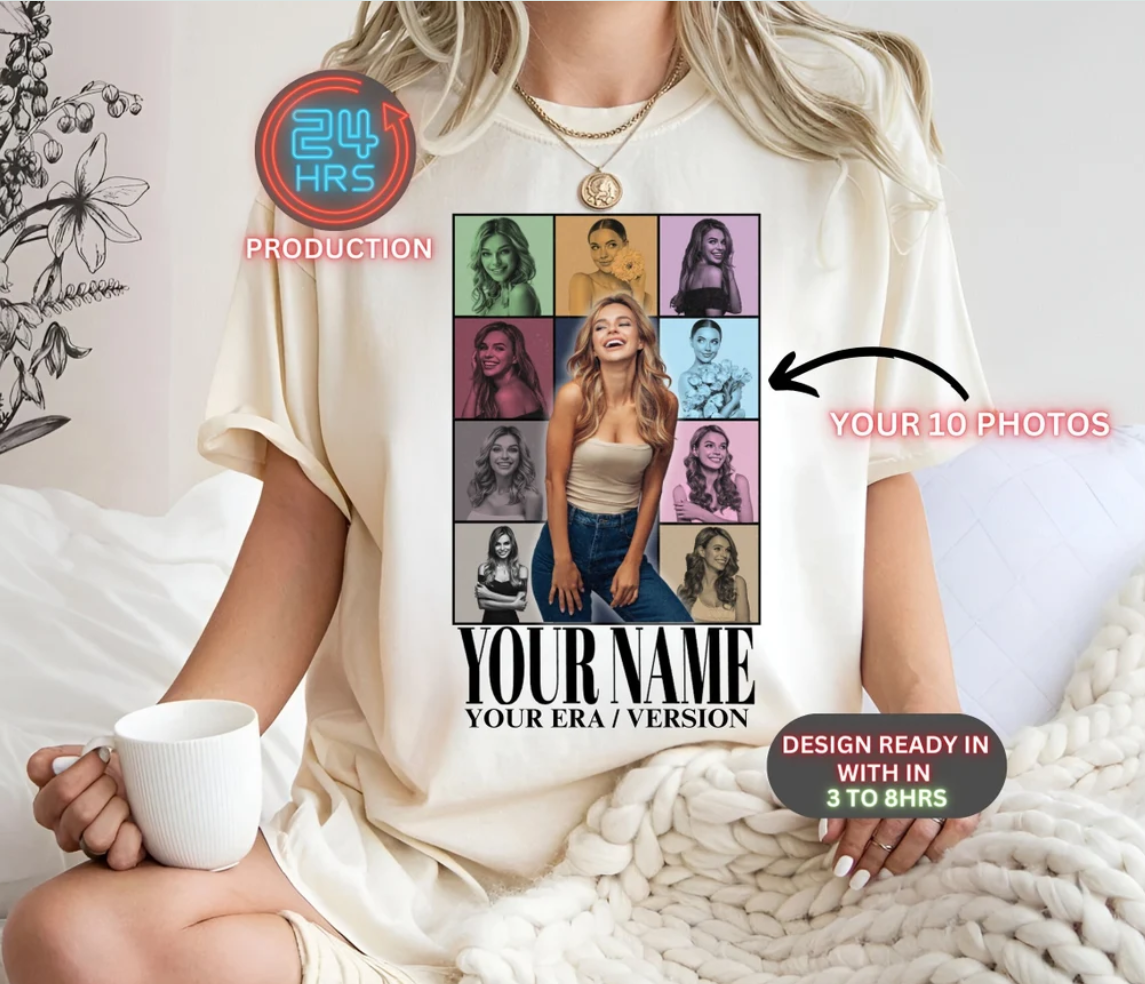 24
HRS
PRODUCTION
YOUR 10 PHOTOS
YOUR NAME
YOUR ERA / VERSION
DESIGN READY IN
WITH IN
3 TO 8HRS